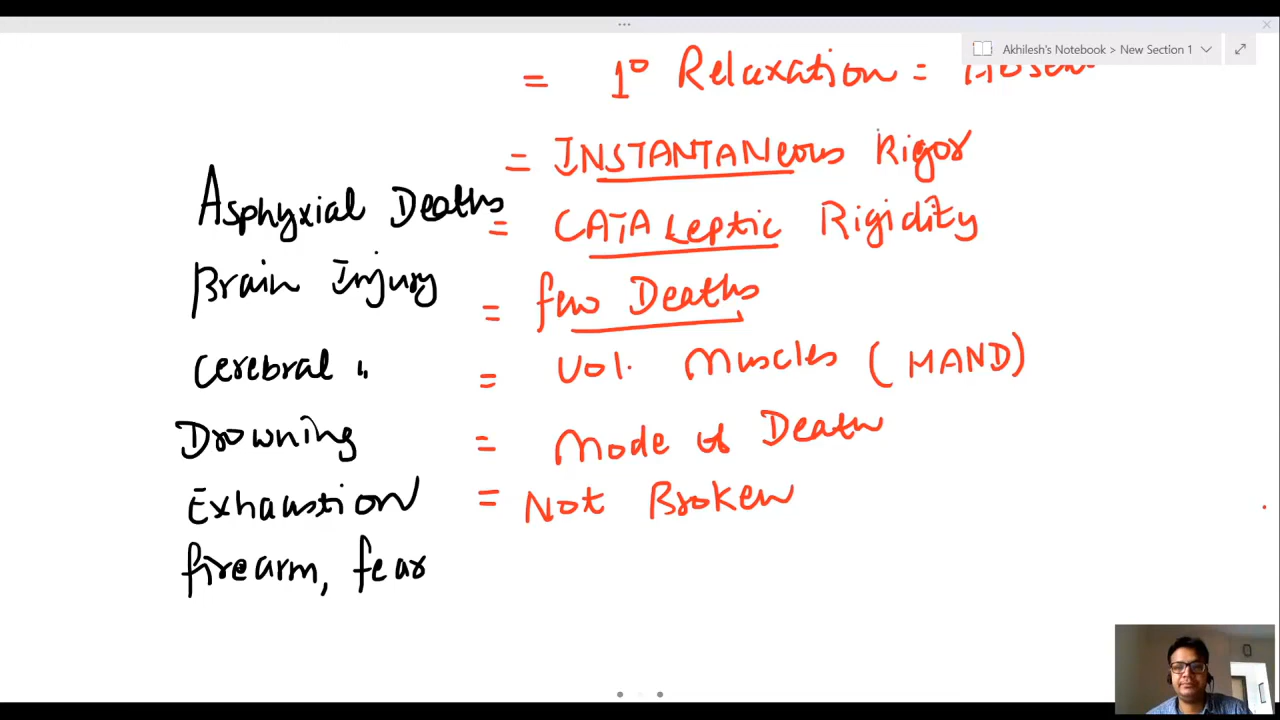 Akhilesh's Notebook > New Section 1
= 1° Relaxation =
= INSTANTANeous Rigor
Asphyxial Deaths
= CATALeptic Rigidity
Brain Injury
= few Deaths
Cerebral "
= Vol. Muscles (HAND)
Drowning
= Mode of Death
Exhaustion
= Not Broken
firearm, fear